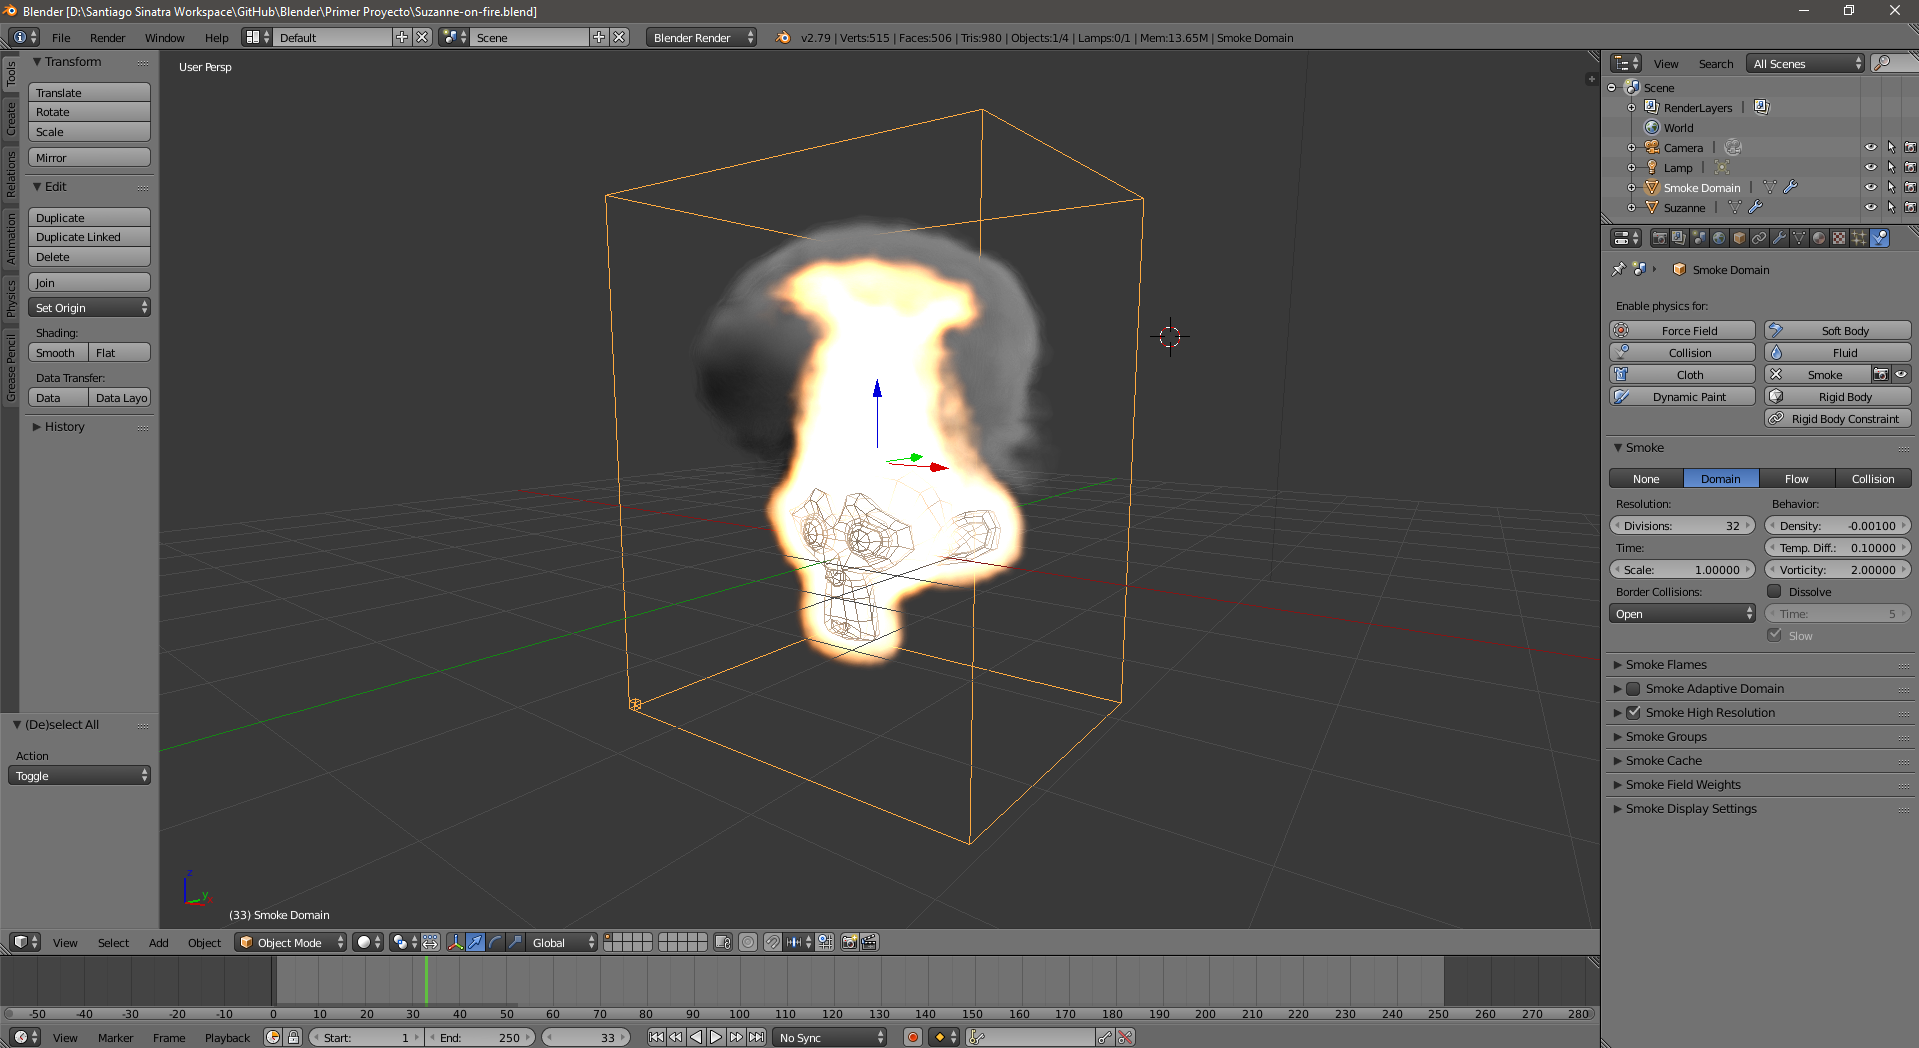 Blender [D:\Santiago Sinatra Workspace\GitHub\Blender\Primer Proyecto\Suzanne-on-fire.blend]
File Render Window Help Default Scene Blender Render v2.79 | Verts:515 | Faces:506 | Tris:980 | Objects:1/4 | Lamps:0/1 | Mem:13.65M | Smoke Domain
Tools
Create
Relations
Animation
Physics
Grease Pencil
Transform
Translate
Rotate
Scale
Mirror
Edit
Duplicate
Duplicate Linked
Delete
Join
Set Origin
Shading:
Smooth Flat
Data Transfer:
Data Data Layo
History
(De)select All
Action
Toggle
User Persp
z
y
(33) Smoke Domain
View Select Add Object Object Mode Global
-50 -40 -30 -20 -10 0 10 20 30 40 50 60 70 80 90 100 110 120 130 140 150 160 170 180 190 200 210 220 230 240 250 260 270 280
View Marker Frame Playback Start: 1 End: 250 33 No Sync
View Search All Scenes
Scene
RenderLayers |
World
Camera |
Lamp |
Smoke Domain |
Suzanne |
Smoke Domain
Enable physics for:
Force Field Soft Body
Collision Fluid
Cloth Smoke
Dynamic Paint Rigid Body
Rigid Body Constraint
Smoke
None Domain Flow Collision
Resolution: Behavior:
Divisions: 32 Density: -0.00100
Time: Temp. Diff.: 0.10000
Scale: 1.00000 Vorticity: 2.00000
Border Collisions: Dissolve
Open Time: 5
Slow
Smoke Flames
Smoke Adaptive Domain
Smoke High Resolution
Smoke Groups
Smoke Cache
Smoke Field Weights
Smoke Display Settings